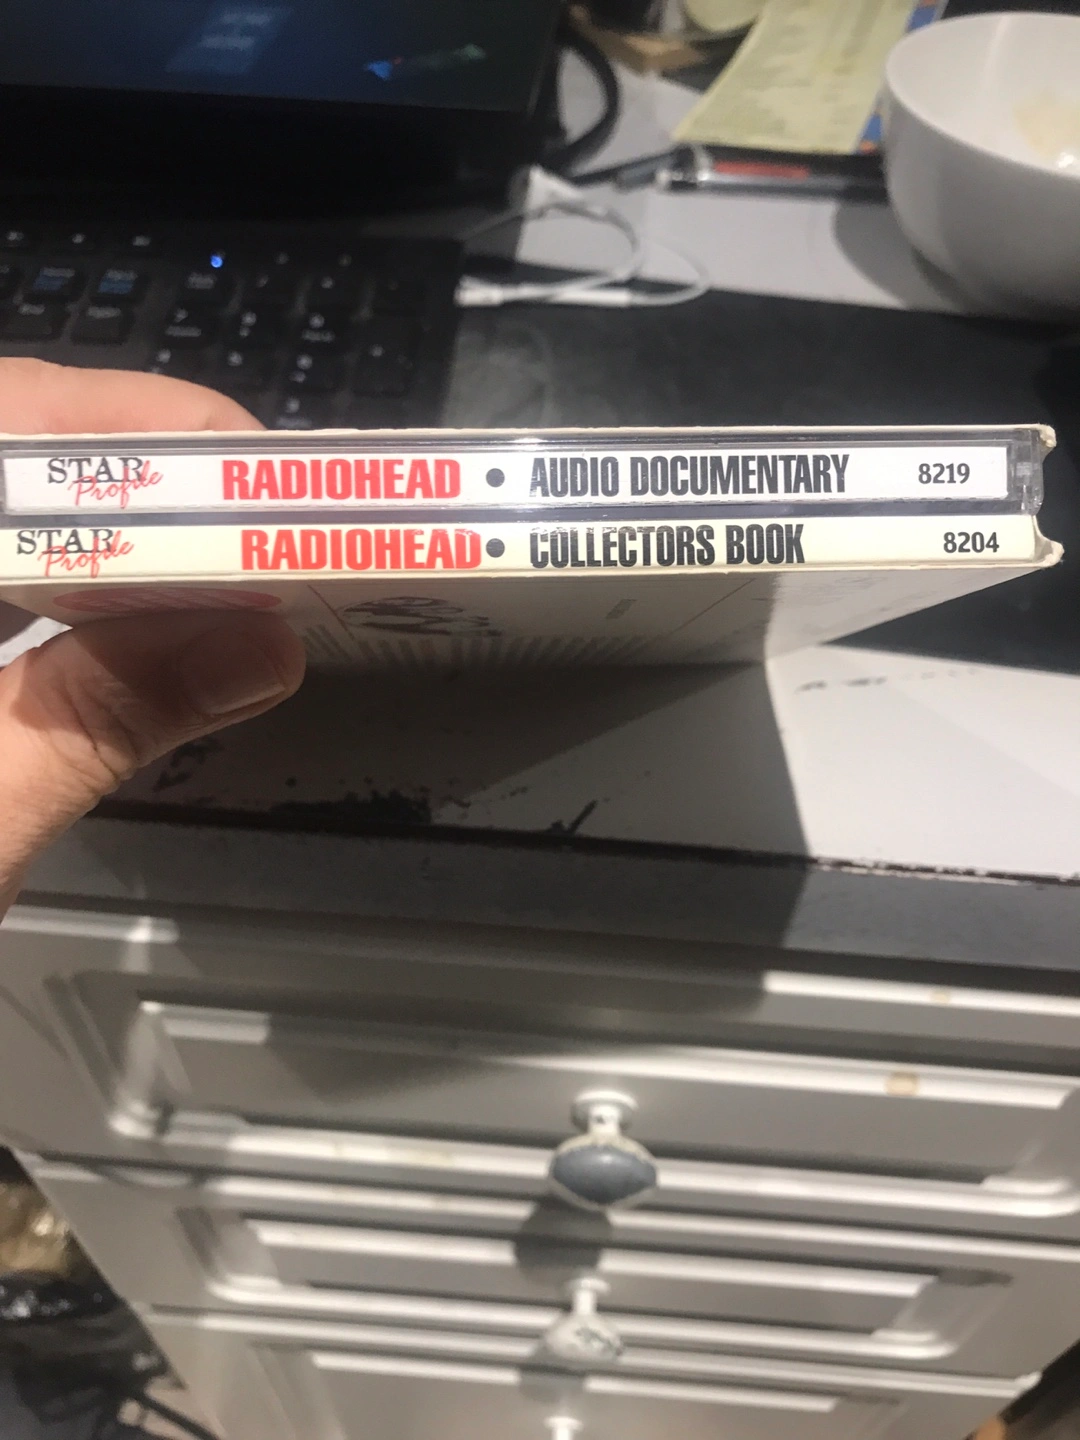 STAR Profile RADIOHEAD • AUDIO DOCUMENTARY 8219
STAR Profile RADIOHEAD • COLLECTORS BOOK 8204